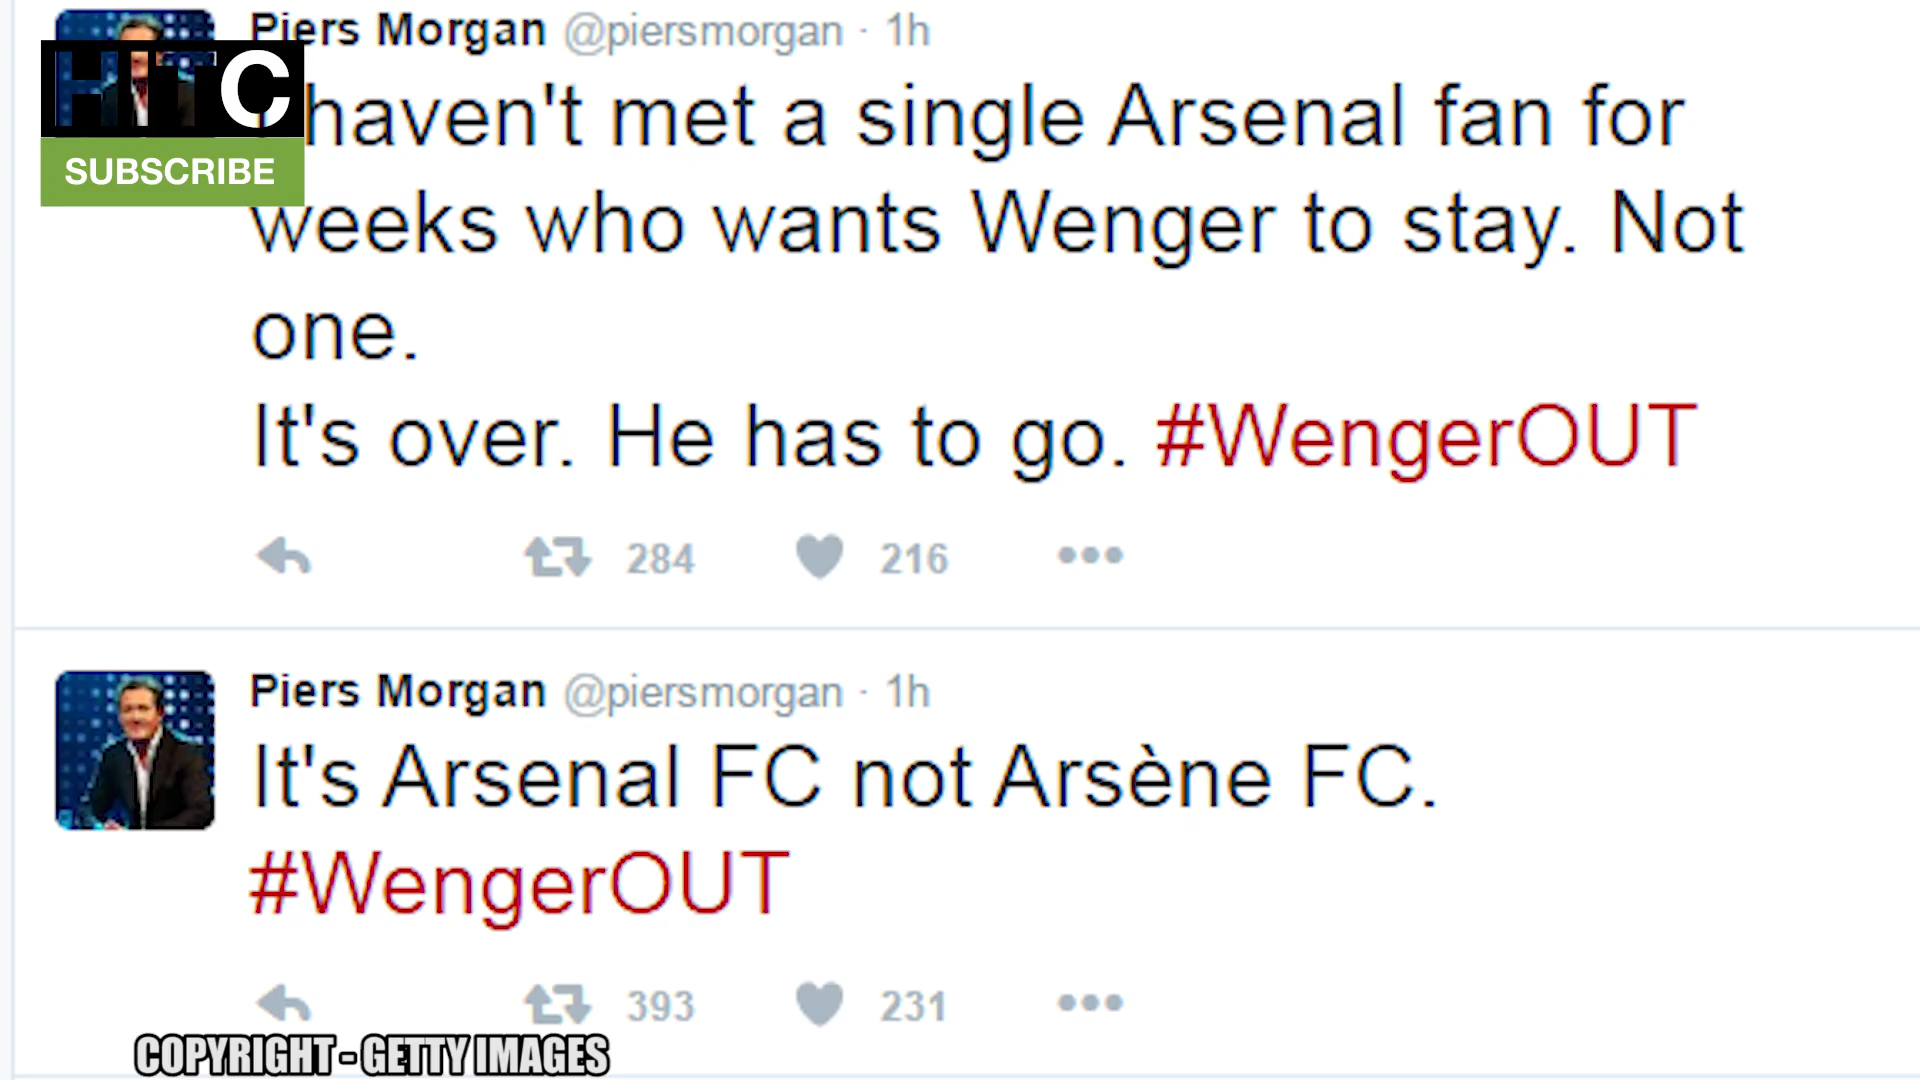 Piers Morgan @piersmorgan · 1h
HITC
SUBSCRIBE
haven't met a single Arsenal fan for
weeks who wants Wenger to stay. Not
one.
It's over. He has to go. #WengerOUT
284 216
Piers Morgan @piersmorgan · 1h
It's Arsenal FC not Arsène FC.
#WengerOUT
393 231
COPYRIGHT - GETTY IMAGES